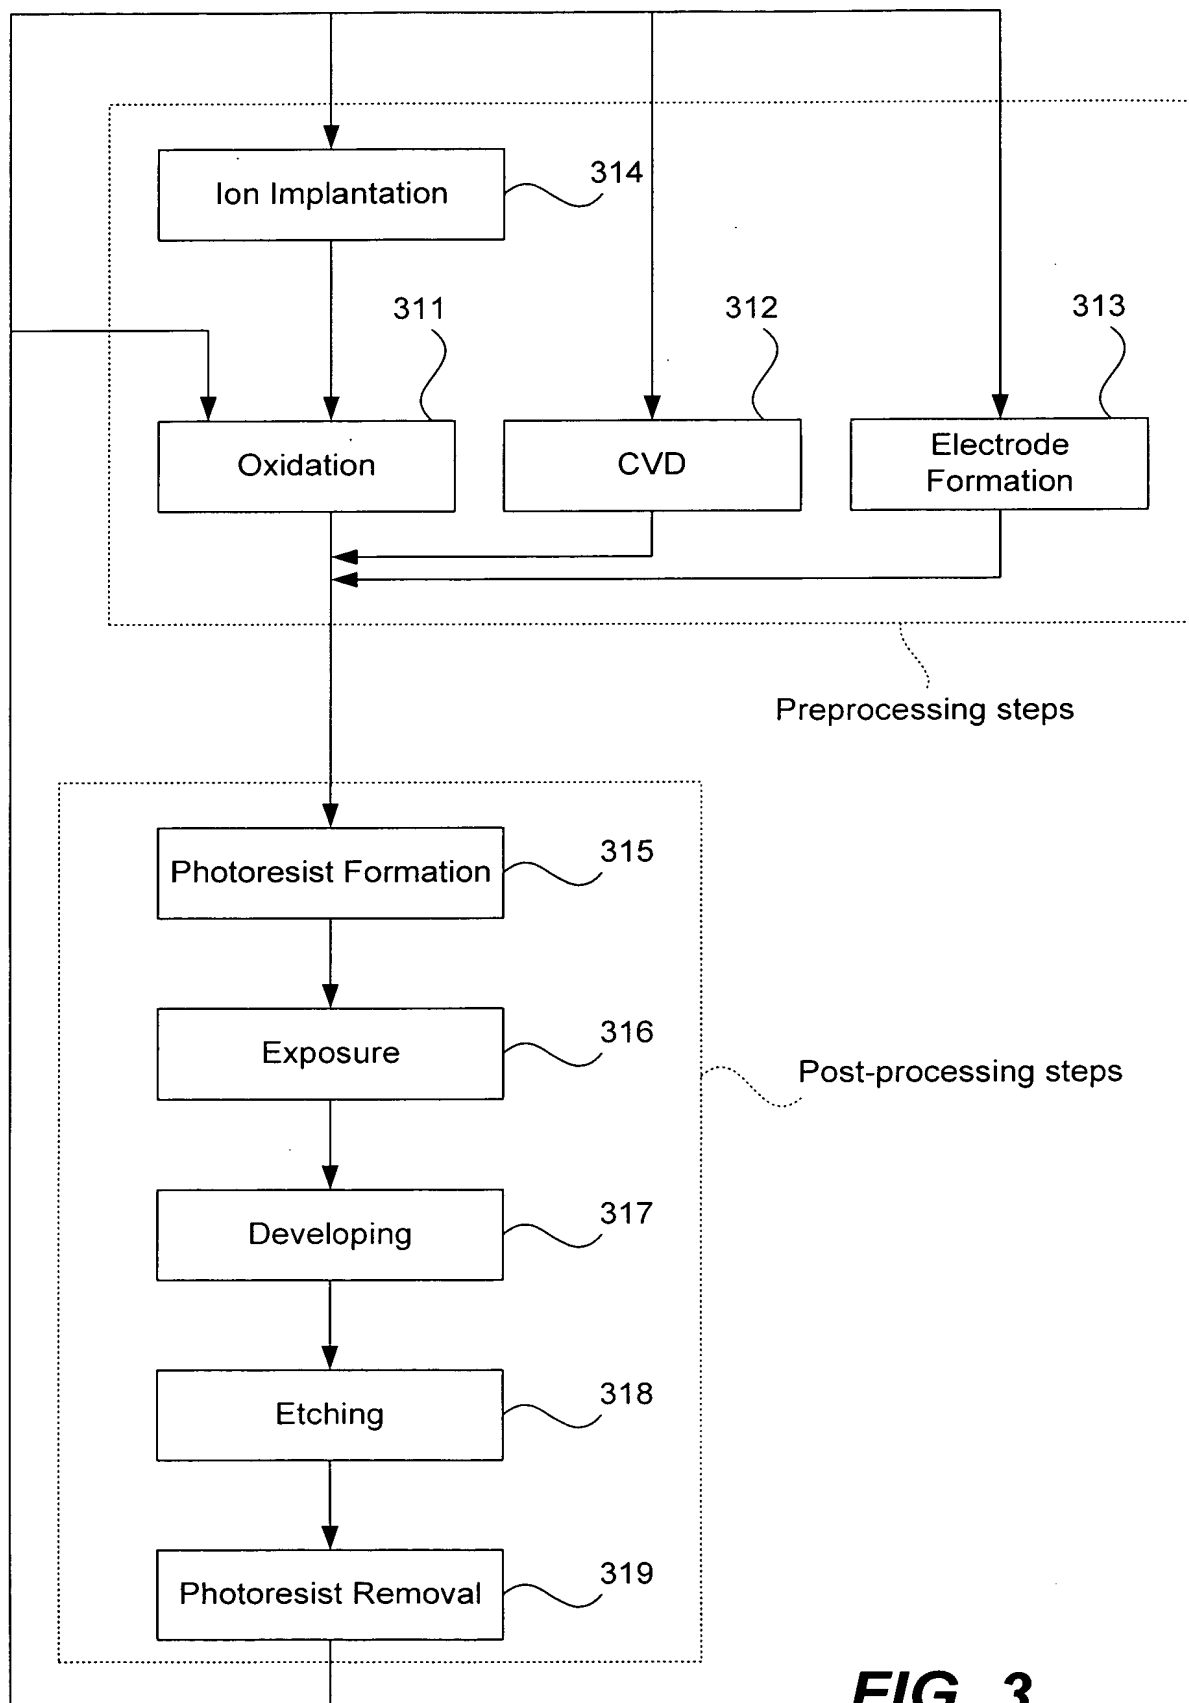 Ion Implantation
314
311
312
313
Oxidation
CVD
Electrode
Formation
Preprocessing steps
Photoresist Formation
315
Exposure
316
Post-processing steps
Developing
317
Etching
318
Photoresist Removal
319
FIG. 3